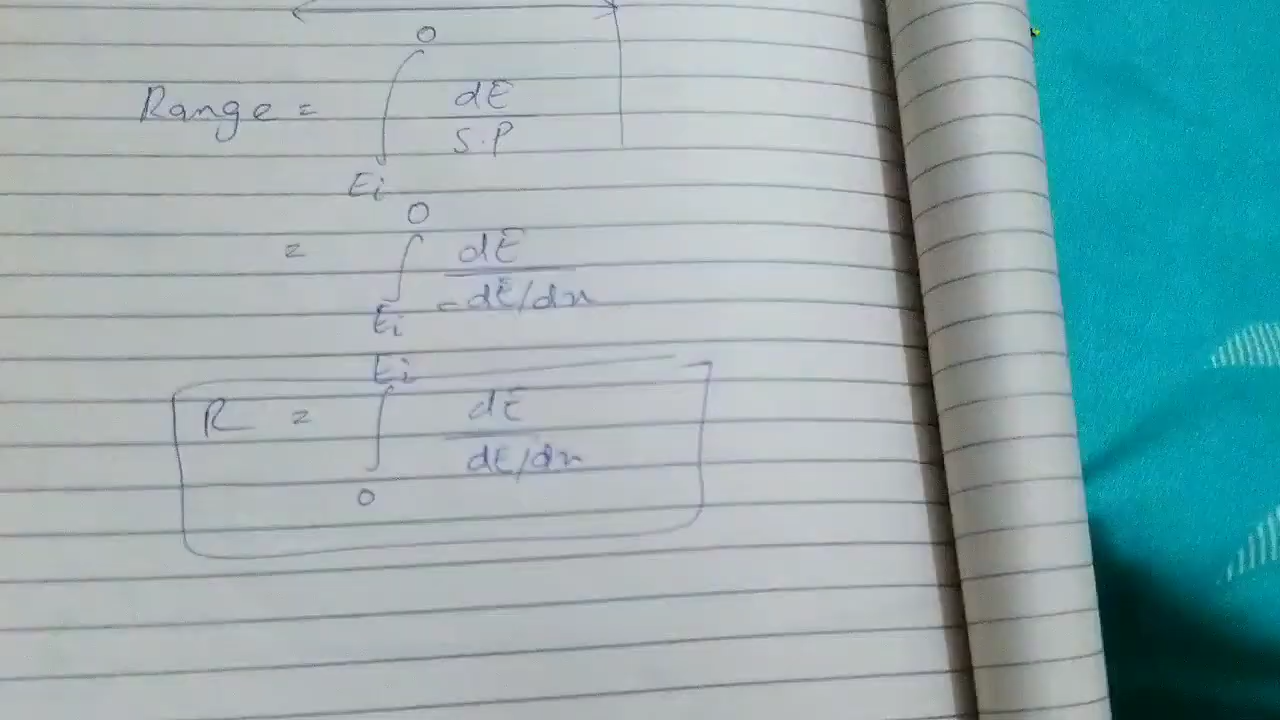 0
Range = ∫ dE / S.P
Ei
0
= ∫ dE / -dE/dx
Ei
Ei
R = ∫ dE / dE/dx
0